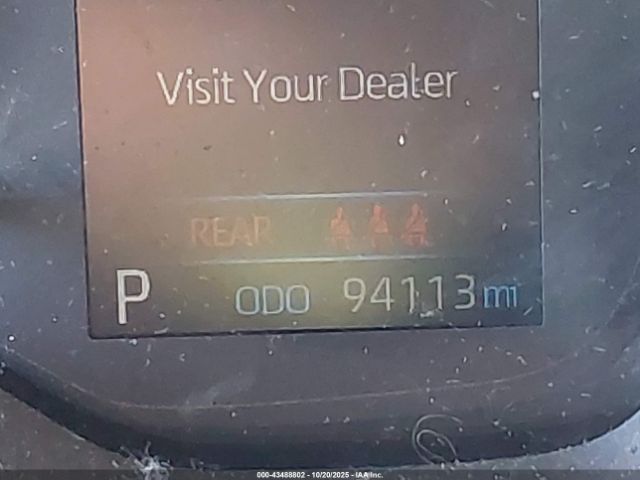 Visit Your Dealer
REAR
P ODO 94113 mi
000-43488802 - 10/20/2025 - IAA Inc.